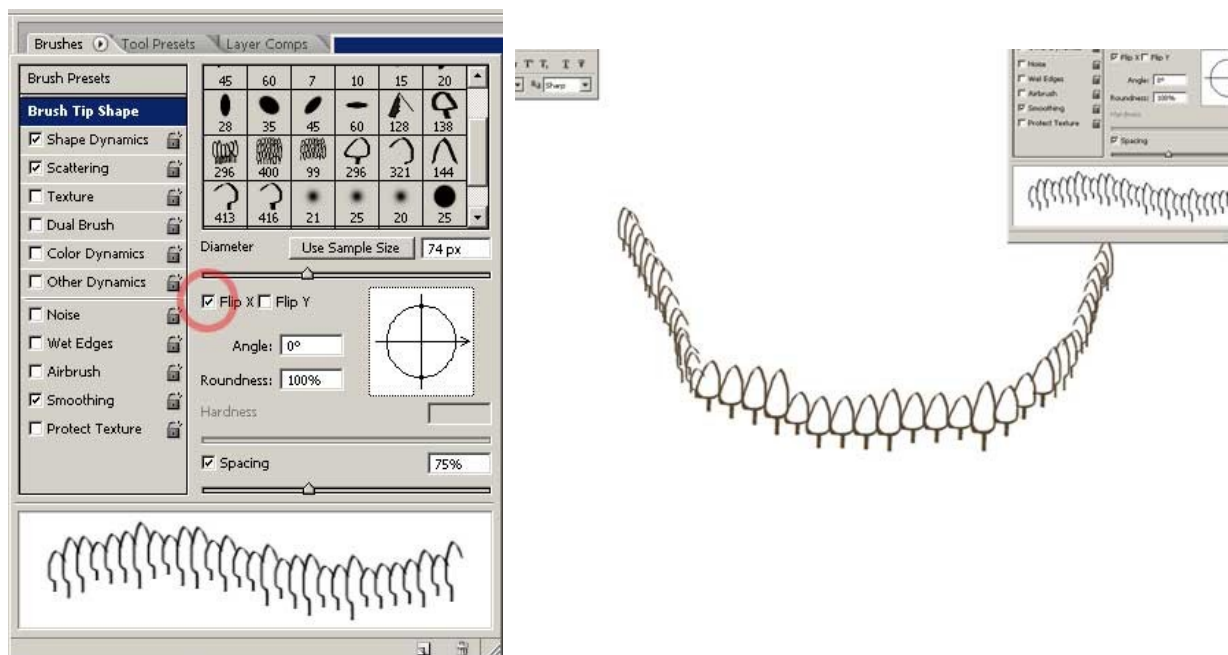 Brushes Tool Presets Layer Comps
Brush Presets
Brush Tip Shape
Shape Dynamics
Scattering
Texture
Dual Brush
Color Dynamics
Other Dynamics
Noise
Wet Edges
Airbrush
Smoothing
Protect Texture
45 60 7 10 15 20
28 35 45 60 128 138
296 400 99 296 321 144
413 416 21 25 20 25
Diameter Use Sample Size 74 px
Flip X Flip Y
Angle: 0º
Roundness: 100%
Hardness
Spacing 75%
T T, T T
aa Sharp
Noise
Wet Edges
Airbrush
Smoothing
Protect Texture
Flip X Flip Y
Angle: 0º
Roundness: 100%
Hardness
Spacing